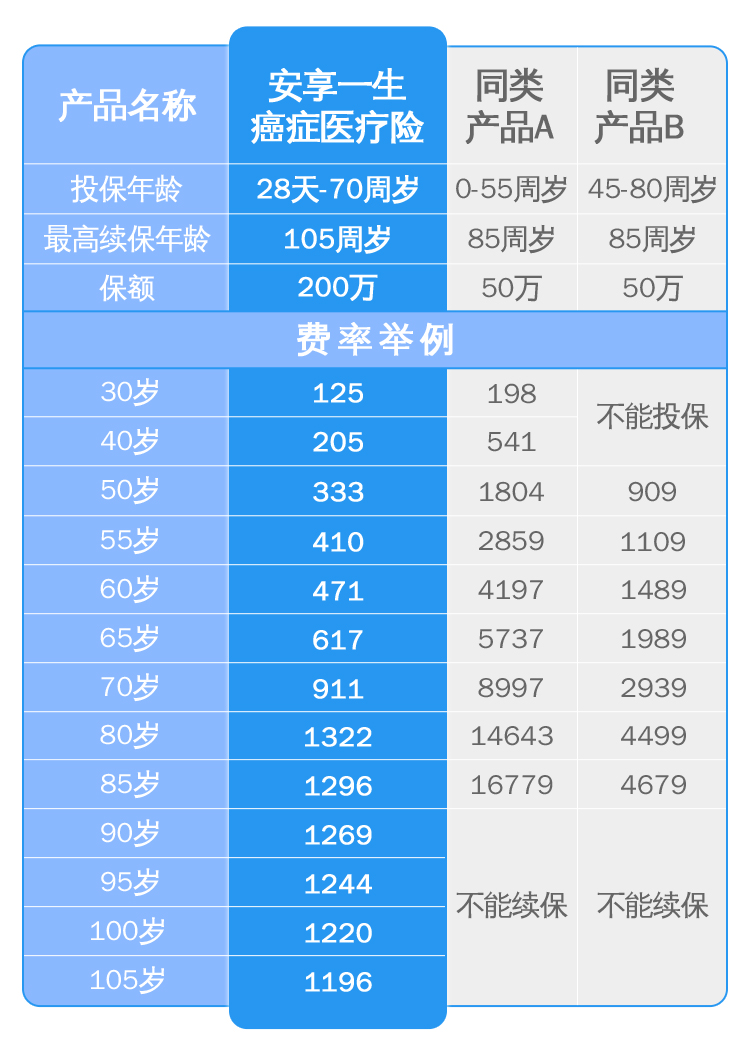 产品名称 安享一生 癌症医疗险 同类 产品A 同类 产品B
投保年龄 28天-70周岁 0-55周岁 45-80周岁
最高续保年龄 105周岁 85周岁 85周岁
保额 200万 50万 50万
费率举例
30岁 125 198 不能投保
40岁 205 541
50岁 333 1804 909
55岁 410 2859 1109
60岁 471 4197 1489
65岁 617 5737 1989
70岁 911 8997 2939
80岁 1322 14643 4499
85岁 1296 16779 4679
90岁 1269
95岁 1244 不能续保 不能续保
100岁 1220
105岁 1196